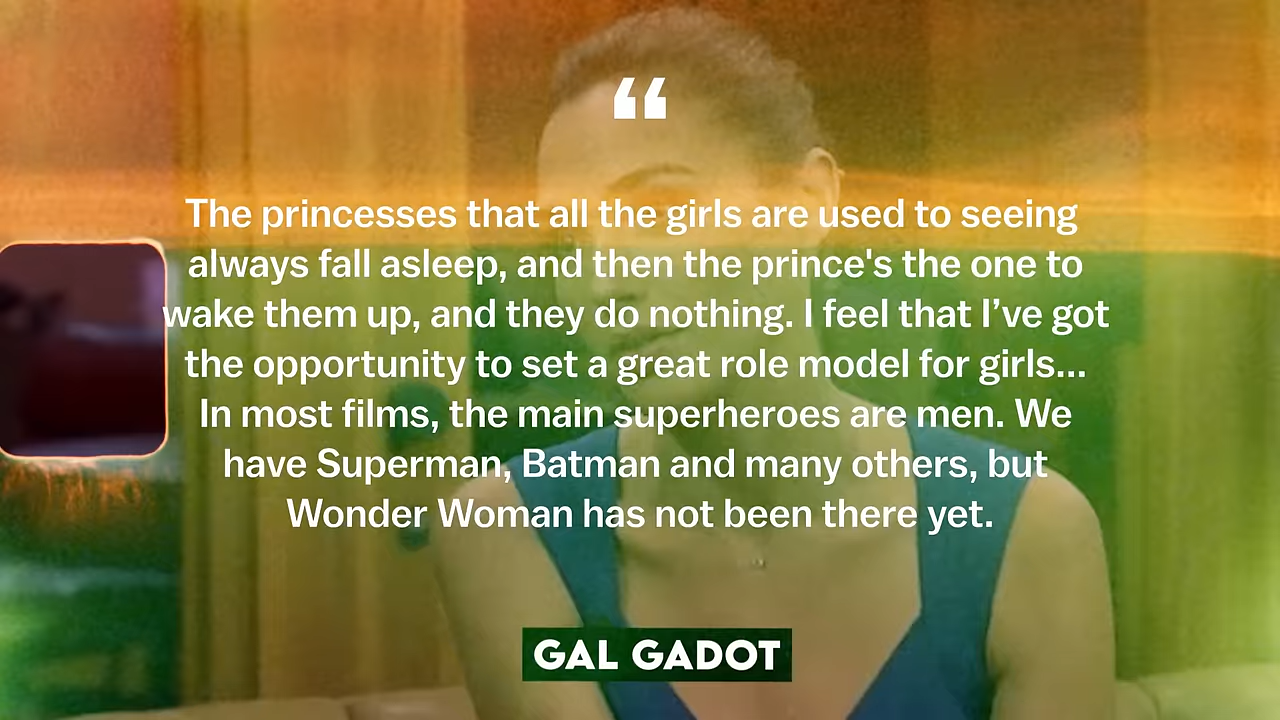 “
The princesses that all the girls are used to seeing
always fall asleep, and then the prince's the one to
wake them up, and they do nothing. I feel that I’ve got
the opportunity to set a great role model for girls...
In most films, the main superheroes are men. We
have Superman, Batman and many others, but
Wonder Woman has not been there yet.
GAL GADOT